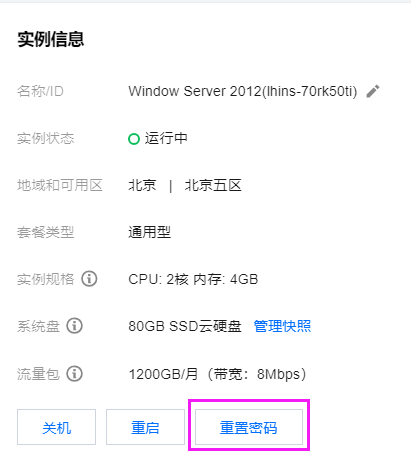 实例信息
名称/ID Window Server 2012(lhins-70rk50ti)
实例状态 运行中
地域和可用区 北京 | 北京五区
套餐类型 通用型
实例规格 CPU: 2核 内存: 4GB
系统盘 80GB SSD云硬盘 管理快照
流量包 1200GB/月（带宽：8Mbps）
关机 重启 重置密码